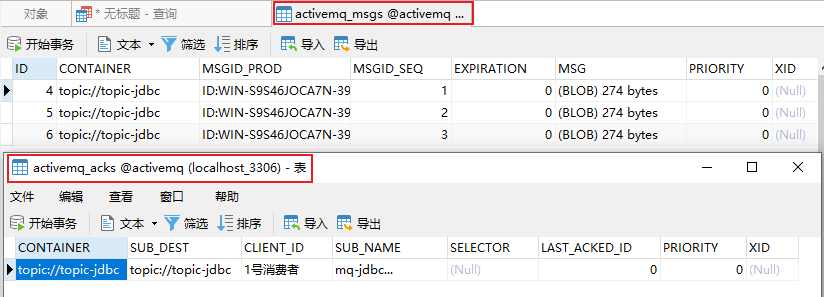 对象 * 无标题 - 查询 activemq_msgs @activemq ...
开始事务 文本 筛选 排序 导入 导出
ID CONTAINER MSGID_PROD MSGID_SEQ EXPIRATION MSG PRIORITY XID
4 topic://topic-jdbc ID:WIN-S9S46JOCA7N-39 1 0 (BLOB) 274 bytes 0 (Null)
5 topic://topic-jdbc ID:WIN-S9S46JOCA7N-39 2 0 (BLOB) 274 bytes 0 (Null)
6 topic://topic-jdbc ID:WIN-S9S46JOCA7N-39 3 0 (BLOB) 274 bytes 0 (Null)
activemq_acks @activemq (localhost_3306) - 表
文件 编辑 查看 窗口 帮助
开始事务 文本 筛选 排序 导入 导出
CONTAINER SUB_DEST CLIENT_ID SUB_NAME SELECTOR LAST_ACKED_ID PRIORITY XID
topic://topic-jdbc topic://topic-jdbc 1号消费者 mq-jdbc... (Null) 0 0 (Null)